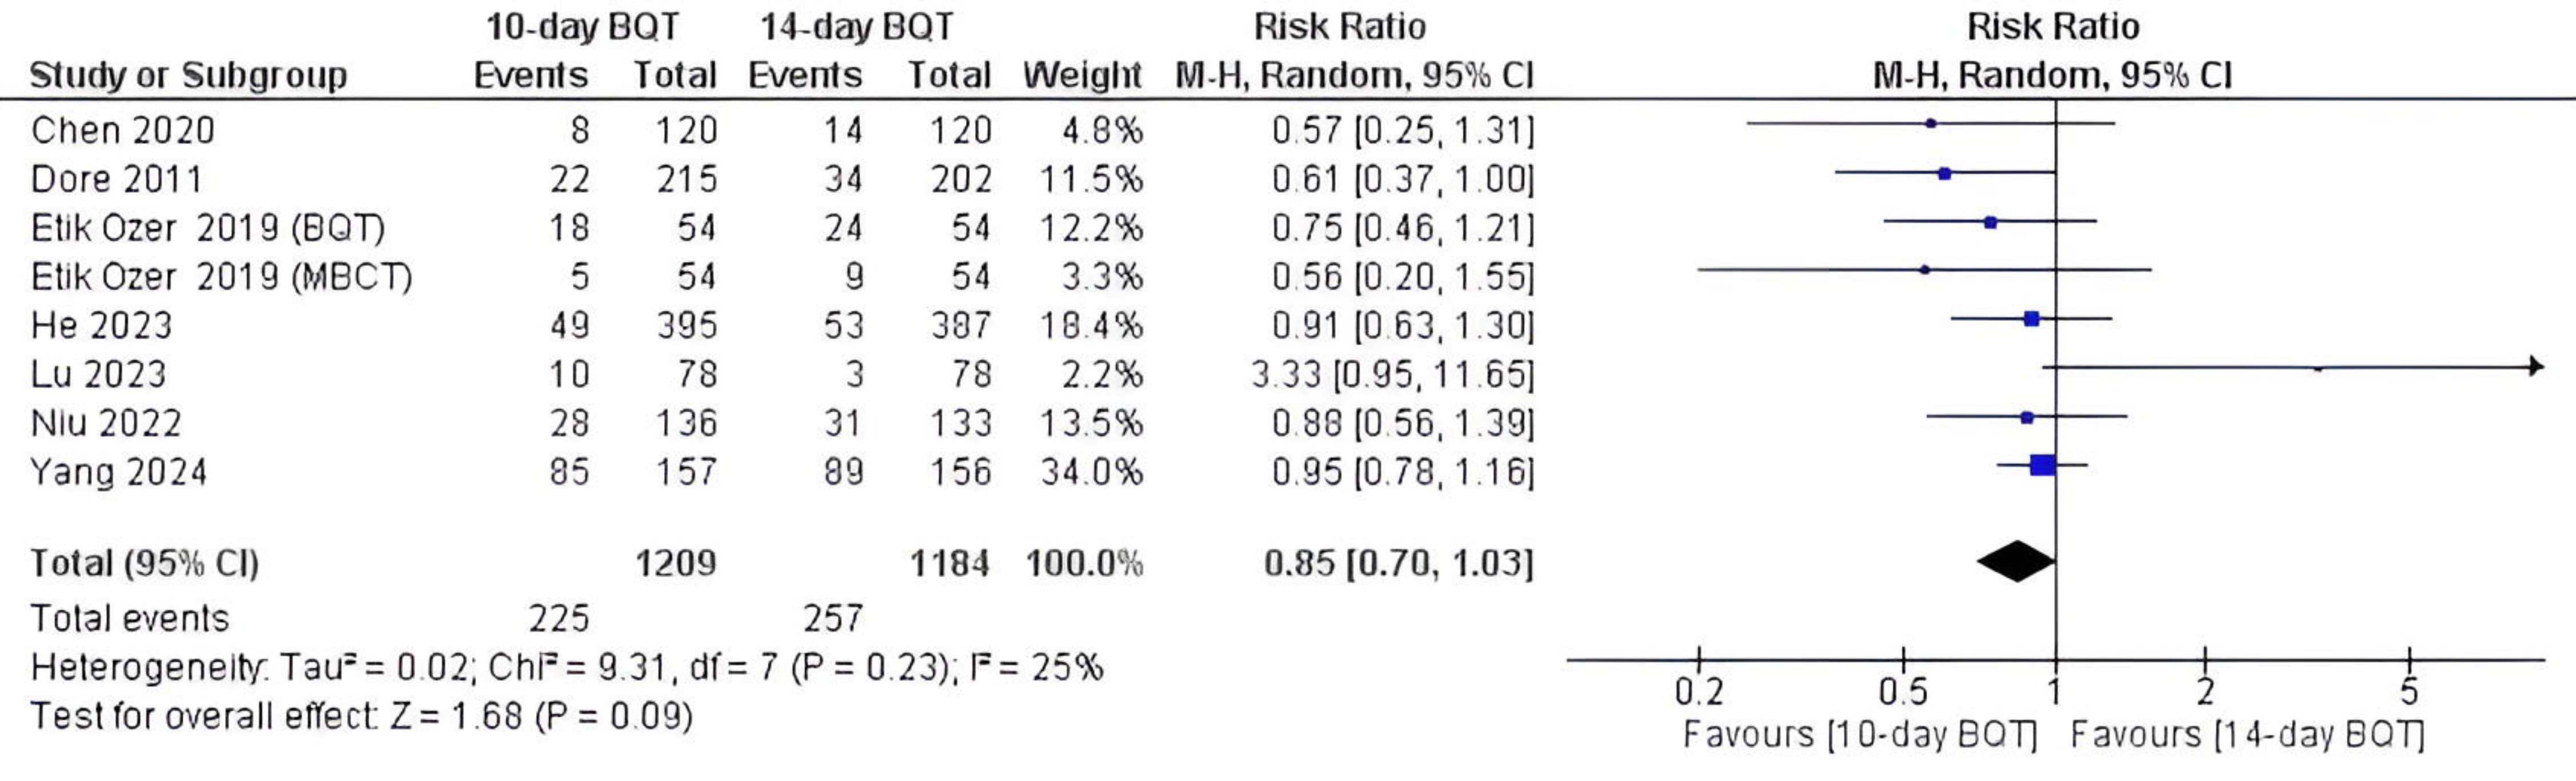 10-day BQT 14-day BQT Risk Ratio Risk Ratio
Study or Subgroup Events Total Events Total Weight M-H, Random, 95% CI M-H, Random, 95% CI
Chen 2020 8 120 14 120 4.8% 0.57 [0.25, 1.31]
Dore 2011 22 215 34 202 11.5% 0.61 [0.37, 1.00]
Etik Ozer 2019 (BQT) 18 54 24 54 12.2% 0.75 [0.46, 1.21]
Etik Ozer 2019 (MBCT) 5 54 9 54 3.3% 0.56 [0.20, 1.55]
He 2023 49 395 53 387 18.4% 0.91 [0.63, 1.30]
Lu 2023 10 78 3 78 2.2% 3.33 [0.95, 11.65]
Niu 2022 28 136 31 133 13.5% 0.88 [0.56, 1.39]
Yang 2024 85 157 89 156 34.0% 0.95 [0.78, 1.16]
Total (95% CI) 1209 1184 100.0% 0.85 [0.70, 1.03]
Total events 225 257
Heterogeneity: Tau² = 0.02; Chi² = 9.31, df = 7 (P = 0.23); I² = 25%
Test for overall effect: Z = 1.68 (P = 0.09)
0.2 0.5 1 2 5
Favours [10-day BQT] Favours [14-day BQT]